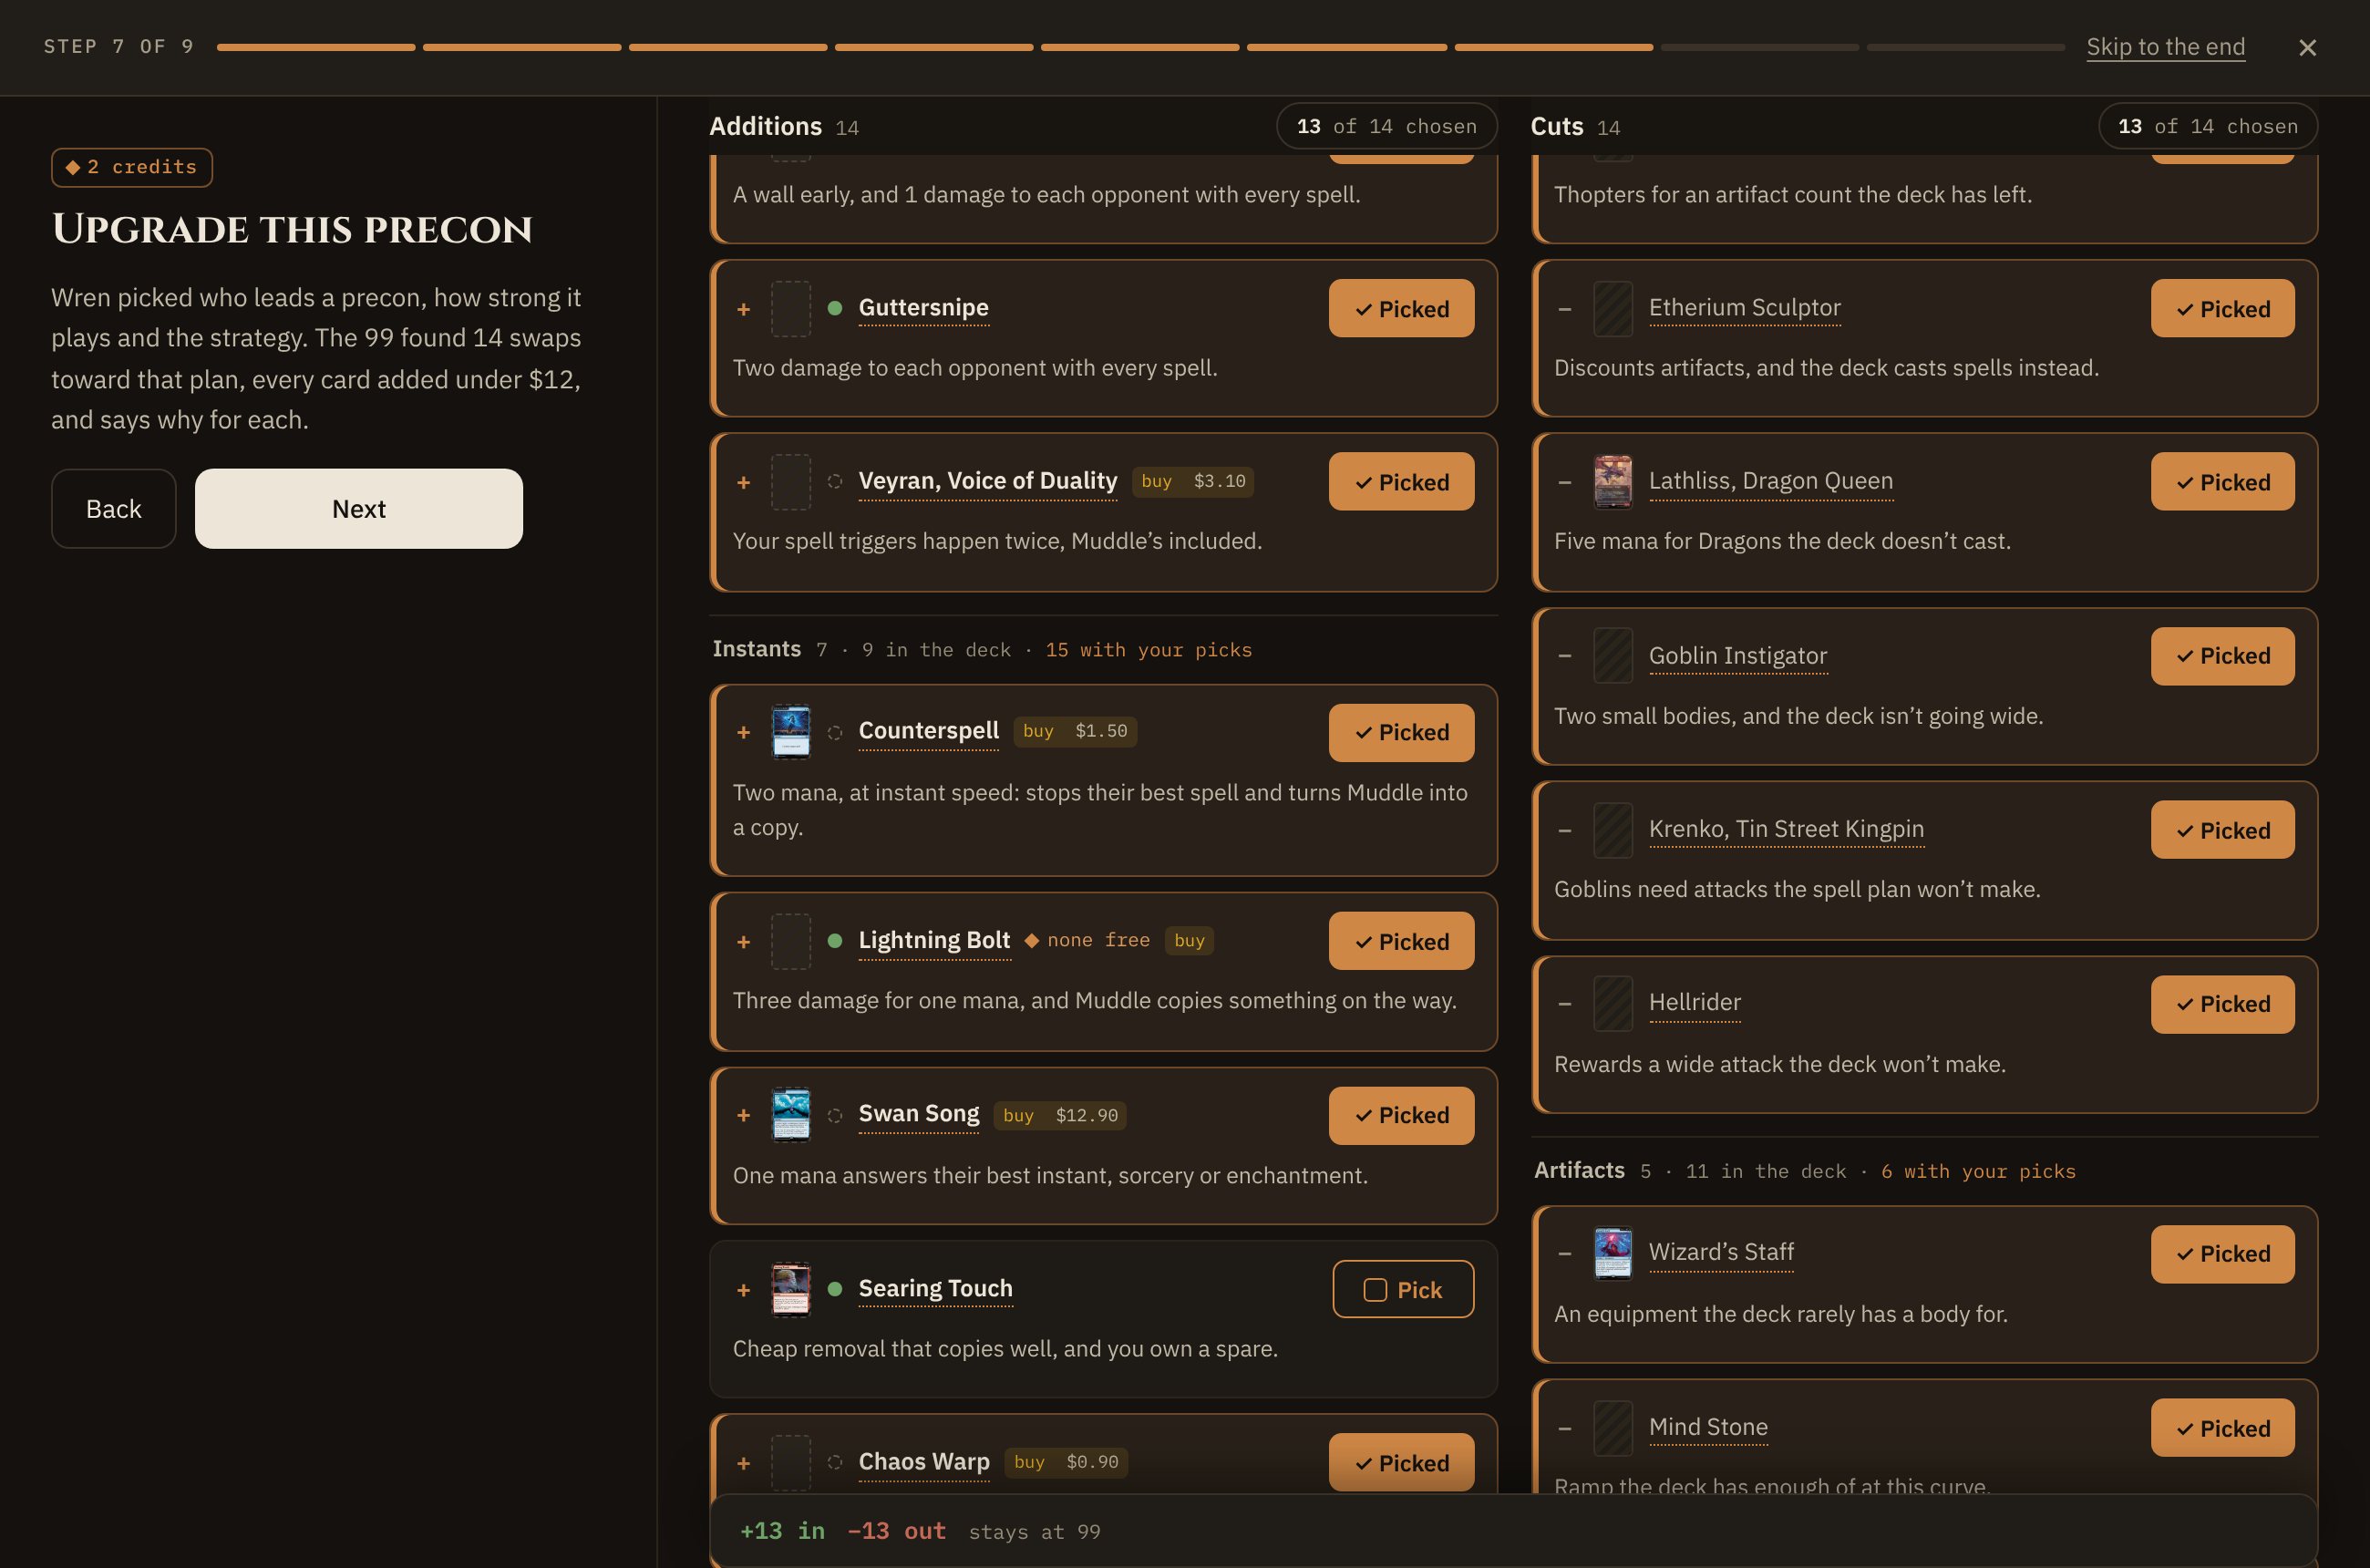 STEP 7 OF 9
Skip to the end
✕
◆ 2 credits
Upgrade this precon
Wren picked who leads a precon, how strong it
plays and the strategy. The 99 found 14 swaps
toward that plan, every card added under $12,
and says why for each.
Back
Next
Additions 14
13 of 14 chosen
A wall early, and 1 damage to each opponent with every spell.
+ Guttersnipe
✓ Picked
Two damage to each opponent with every spell.
+ Veyran, Voice of Duality buy $3.10
✓ Picked
Your spell triggers happen twice, Muddle’s included.
Instants 7 · 9 in the deck · 15 with your picks
+ Counterspell buy $1.50
✓ Picked
Two mana, at instant speed: stops their best spell and turns Muddle into
a copy.
+ Lightning Bolt ◆ none free buy
✓ Picked
Three damage for one mana, and Muddle copies something on the way.
+ Swan Song buy $12.90
✓ Picked
One mana answers their best instant, sorcery or enchantment.
+ Searing Touch
Pick
Cheap removal that copies well, and you own a spare.
+ Chaos Warp buy $0.90
✓ Picked
Cuts 14
13 of 14 chosen
Thopters for an artifact count the deck has left.
− Etherium Sculptor
✓ Picked
Discounts artifacts, and the deck casts spells instead.
− Lathliss, Dragon Queen
✓ Picked
Five mana for Dragons the deck doesn’t cast.
− Goblin Instigator
✓ Picked
Two small bodies, and the deck isn’t going wide.
− Krenko, Tin Street Kingpin
✓ Picked
Goblins need attacks the spell plan won’t make.
− Hellrider
✓ Picked
Rewards a wide attack the deck won’t make.
Artifacts 5 · 11 in the deck · 6 with your picks
− Wizard’s Staff
✓ Picked
An equipment the deck rarely has a body for.
− Mind Stone
✓ Picked
Ramp the deck has enough of at this curve.
+13 in −13 out stays at 99